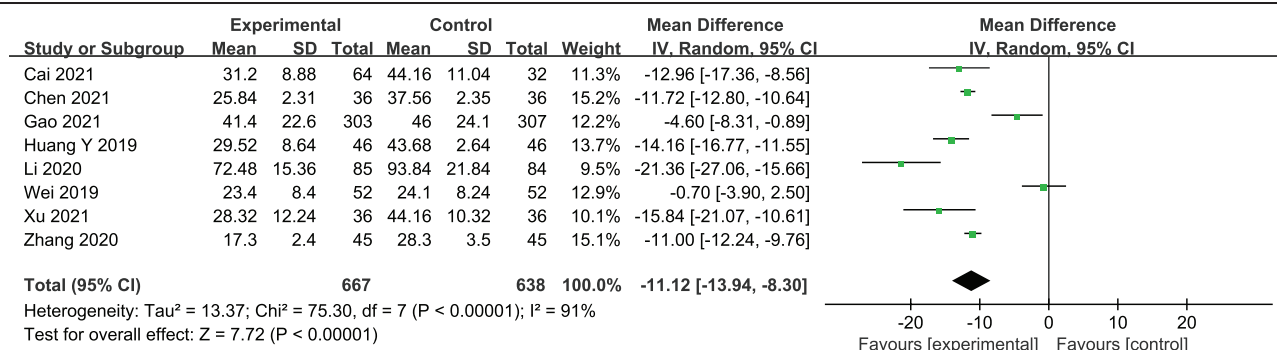 Experimental Control Mean Difference Mean Difference
Study or Subgroup Mean SD Total Mean SD Total Weight IV, Random, 95% CI IV, Random, 95% CI
Cai 2021 31.2 8.88 64 44.16 11.04 32 11.3% -12.96 [-17.36, -8.56]
Chen 2021 25.84 2.31 36 37.56 2.35 36 15.2% -11.72 [-12.80, -10.64]
Gao 2021 41.4 22.6 303 46 24.1 307 12.2% -4.60 [-8.31, -0.89]
Huang Y 2019 29.52 8.64 46 43.68 2.64 46 13.7% -14.16 [-16.77, -11.55]
Li 2020 72.48 15.36 85 93.84 21.84 84 9.5% -21.36 [-27.06, -15.66]
Wei 2019 23.4 8.4 52 24.1 8.24 52 12.9% -0.70 [-3.90, 2.50]
Xu 2021 28.32 12.24 36 44.16 10.32 36 10.1% -15.84 [-21.07, -10.61]
Zhang 2020 17.3 2.4 45 28.3 3.5 45 15.1% -11.00 [-12.24, -9.76]
Total (95% CI) 667 638 100.0% -11.12 [-13.94, -8.30]
Heterogeneity: Tau² = 13.37; Chi² = 75.30, df = 7 (P < 0.00001); I² = 91%
Test for overall effect: Z = 7.72 (P < 0.00001)
-20 -10 0 10 20
Favours [experimental] Favours [control]